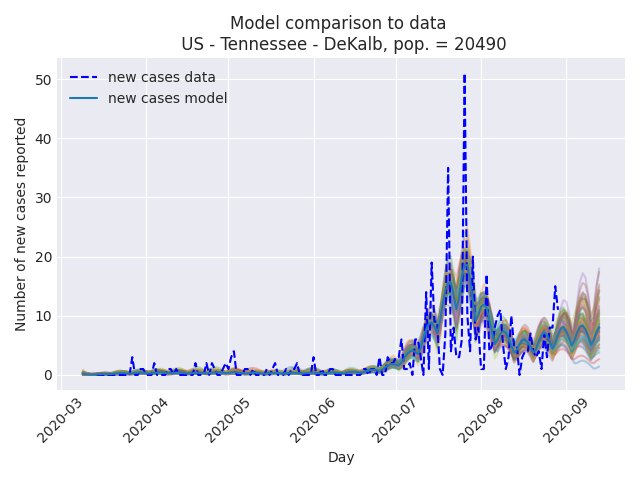 Model comparison to data
US - Tennessee - DeKalb, pop. = 20490
new cases data
new cases model
Number of new cases reported
50
40
30
20
10
0
2020-03
2020-04
2020-05
2020-06
2020-07
2020-08
2020-09
Day